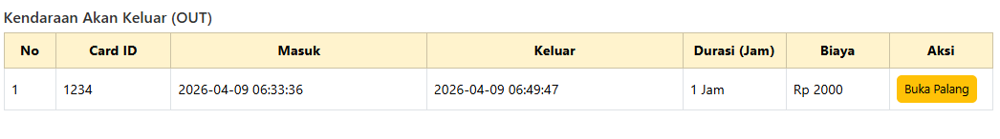 Kendaraan Akan Keluar (OUT)
No Card ID Masuk Keluar Durasi (Jam) Biaya Aksi
1 1234 2026-04-09 06:33:36 2026-04-09 06:49:47 1 Jam Rp 2000 Buka Palang